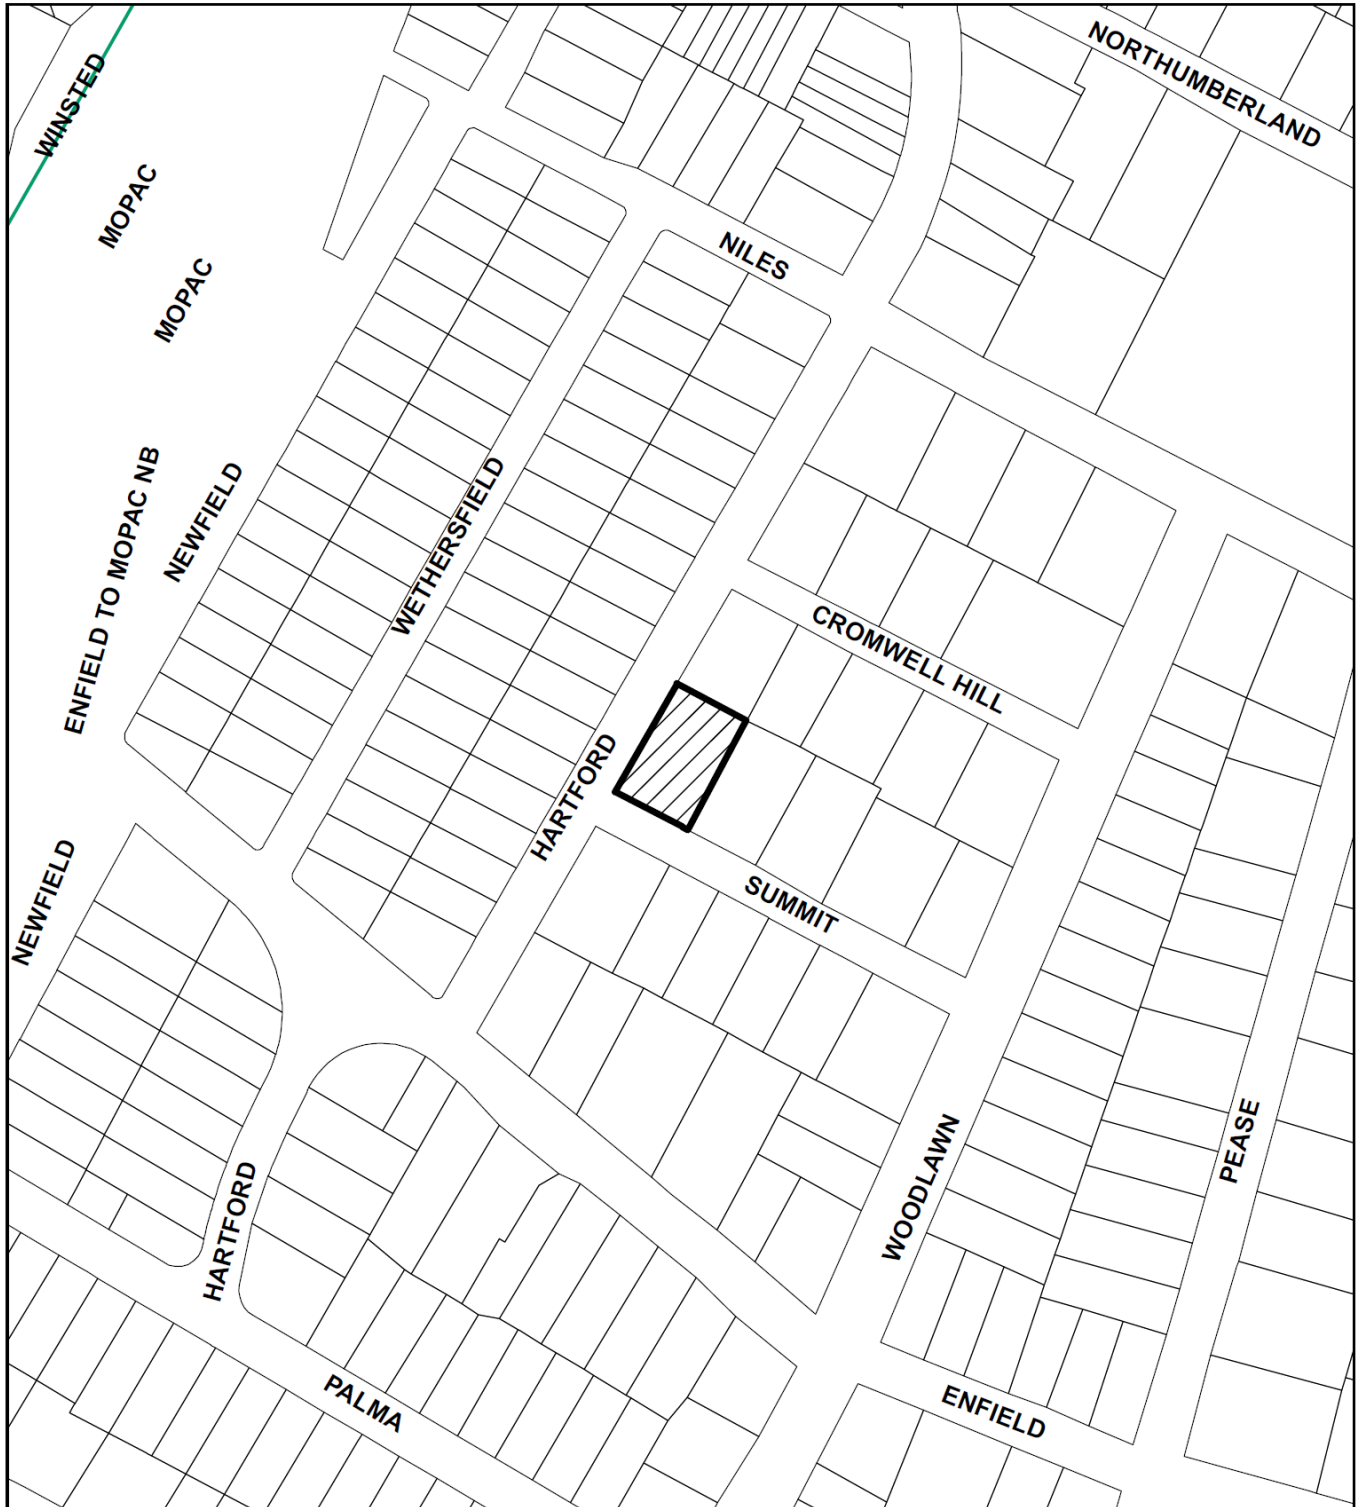 NORTHUMBERLAND
WINSTED
MOPAC
NILES
MOPAC
NEWFIELD
WETHERSFIELD
ENFIELD TO MOPAC NB
CROMWELL HILL
HARTFORD
NEWFIELD
SUMMIT
WOODLAWN
PEASE
HARTFORD
PALMA
ENFIELD